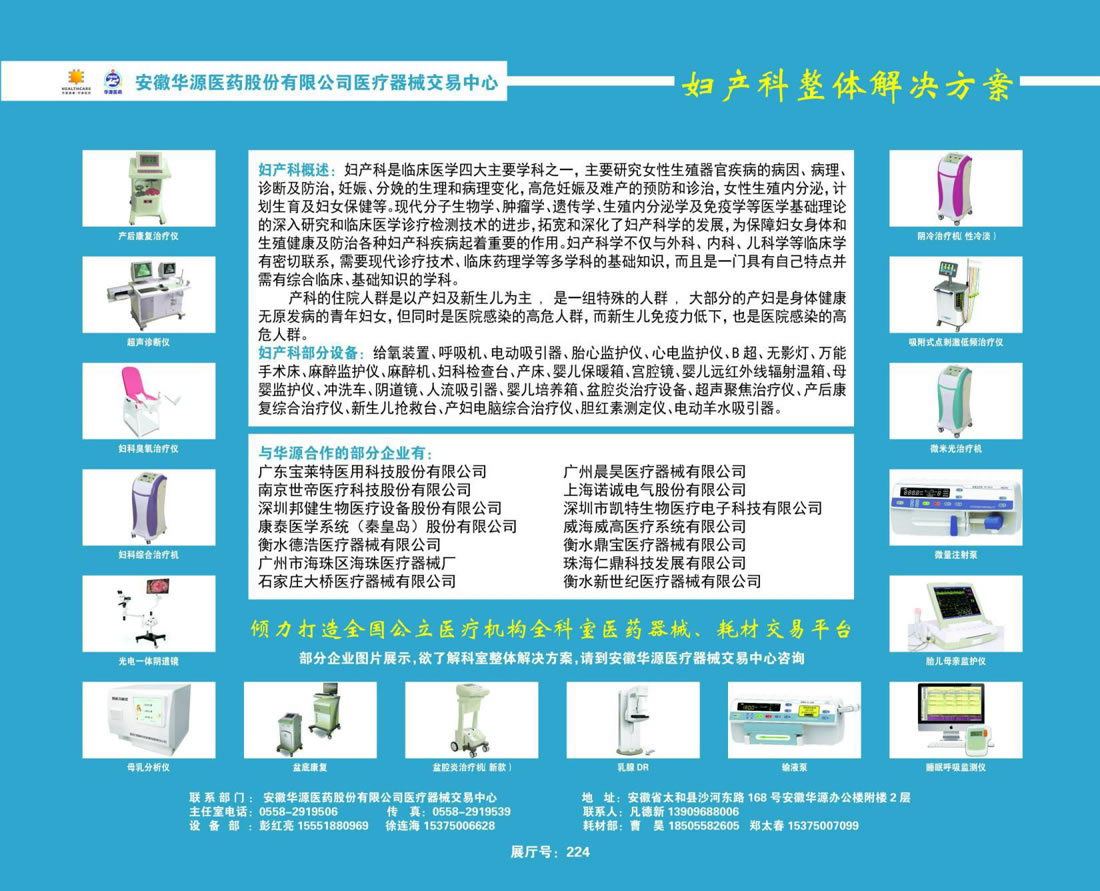 HEALTHCARE
华源医药
安徽华源医药股份有限公司医疗器械交易中心
妇产科整体解决方案
妇产科概述：妇产科是临床医学四大主要学科之一，主要研究女性生殖器官疾病的病因、病理、
诊断及防治，妊娠、分娩的生理和病理变化，高危妊娠及难产的预防和诊治，女性生殖内分泌，计
划生育及妇女保健等。现代分子生物学、肿瘤学、遗传学、生殖内分泌学及免疫学等医学基础理论
的深入研究和临床医学诊疗检测技术的进步，拓宽和深化了妇产科学的发展，为保障妇女身体和
生殖健康及防治各种妇产科疾病起着重要的作用。妇产科学不仅与外科、内科、儿科学等临床学
有密切联系，需要现代诊疗技术、临床药理学等多学科的基础知识，而且是一门具有自己特点并
需有综合临床、基础知识的学科。
产科的住院人群是以产妇及新生儿为主，是一组特殊的人群，大部分的产妇是身体健康
无原发病的青年妇女，但同时是医院感染的高危人群，而新生儿免疫力低下，也是医院感染的高
危人群。
妇产科部分设备：给氧装置、呼吸机、电动吸引器、胎心监护仪、心电监护仪、B超、无影灯、万能
手术床、麻醉监护仪、麻醉机、妇科检查台、产床、婴儿保暖箱、宫腔镜、婴儿远红外线辐射温箱、母
婴监护仪、冲洗车、阴道镜、人流吸引器、婴儿培养箱、盆腔炎治疗设备、超声聚焦治疗仪、产后康
复综合治疗仪、新生儿抢救台、产妇电脑综合治疗仪、胆红素测定仪、电动羊水吸引器。
产后康复治疗仪
超声诊断仪
妇科臭氧治疗仪
妇科综合治疗机
光电一体阴道镜
阴冷治疗机（性冷淡）
吸附式点刺激低频治疗仪
微米光治疗机
微量注射泵
胎儿母亲监护仪
与华源合作的部分企业有：
广东宝莱特医用科技股份有限公司 广州晨昊医疗器械有限公司
南京世帝医疗科技股份有限公司 上海诺诚电气股份有限公司
深圳邦健生物医疗设备股份有限公司 深圳市凯特生物医疗电子科技有限公司
康泰医学系统（秦皇岛）股份有限公司 威海威高医疗系统有限公司
衡水德浩医疗器械有限公司 衡水鼎宝医疗器械有限公司
广州市海珠区海珠医疗器械厂 珠海仁鼎科技发展有限公司
石家庄大桥医疗器械有限公司 衡水新世纪医疗器械有限公司
倾力打造全国公立医疗机构全科室医药器械、耗材交易平台
部分企业图片展示，欲了解科室整体解决方案，请到安徽华源医疗器械交易中心咨询
母乳分析仪
盆底康复
盆腔炎治疗机（新款）
乳腺DR
输液泵
睡眠呼吸监测仪
联系部门：安徽华源医药股份有限公司医疗器械交易中心
主任室电话：0558-2919506 传真：0558-2919539
设备部：彭红亮 15551880969 徐连海 15375006628
地址：安徽省太和县沙河东路168号安徽华源办公楼附楼2层
联系人：凡德新 13909688006
耗材部：曹昊 18505582605 郑太春 15375007099
展厅号：224